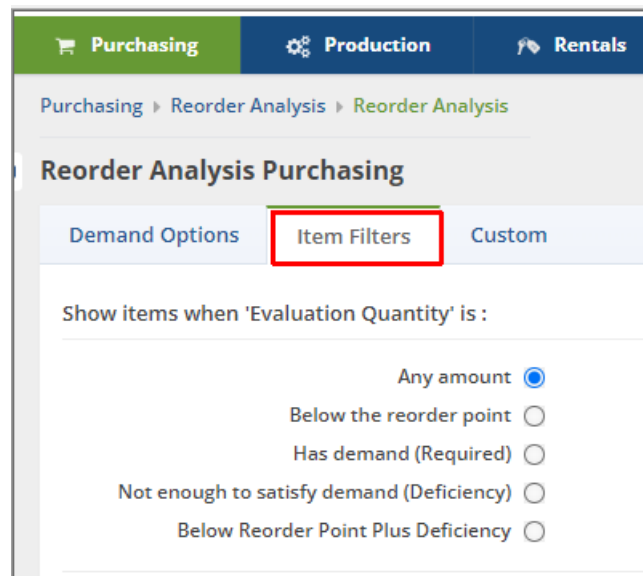 Purchasing Production Rentals
Purchasing Reorder Analysis Reorder Analysis
Reorder Analysis Purchasing
Demand Options Item Filters Custom
Show items when 'Evaluation Quantity' is :
Any amount
Below the reorder point
Has demand (Required)
Not enough to satisfy demand (Deficiency)
Below Reorder Point Plus Deficiency